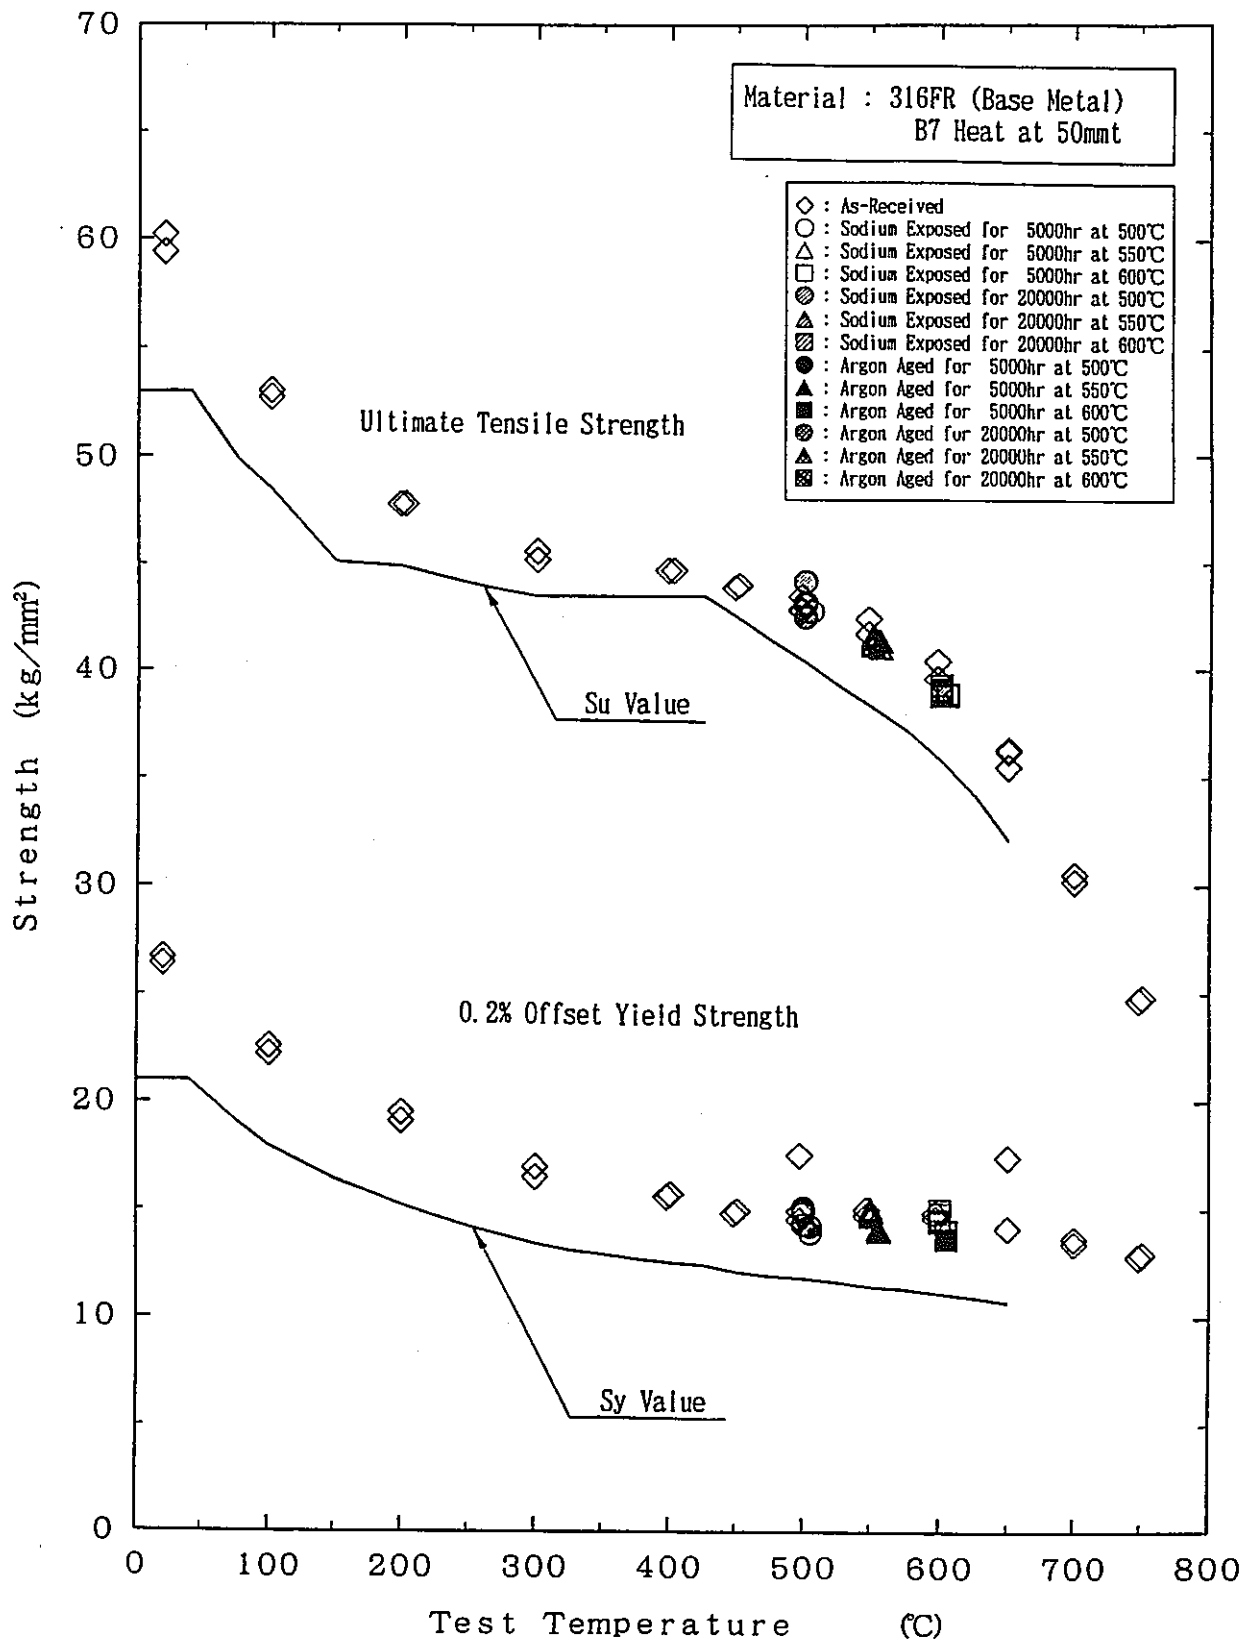 70
60
50
40
30
20
10
0
Strength (kg/mm²)
Material : 316FR (Base Metal)
B7 Heat at 50mmt
◇ : As-Received
○ : Sodium Exposed for 5000hr at 500℃
△ : Sodium Exposed for 5000hr at 550℃
□ : Sodium Exposed for 5000hr at 600℃
: Sodium Exposed for 20000hr at 500℃
: Sodium Exposed for 20000hr at 550℃
: Sodium Exposed for 20000hr at 600℃
● : Argon Aged for 5000hr at 500℃
▲ : Argon Aged for 5000hr at 550℃
■ : Argon Aged for 5000hr at 600℃
: Argon Aged for 20000hr at 500℃
: Argon Aged for 20000hr at 550℃
: Argon Aged for 20000hr at 600℃
Ultimate Tensile Strength
Su Value
0.2% Offset Yield Strength
Sy Value
0 100 200 300 400 500 600 700 800
Test Temperature (℃)